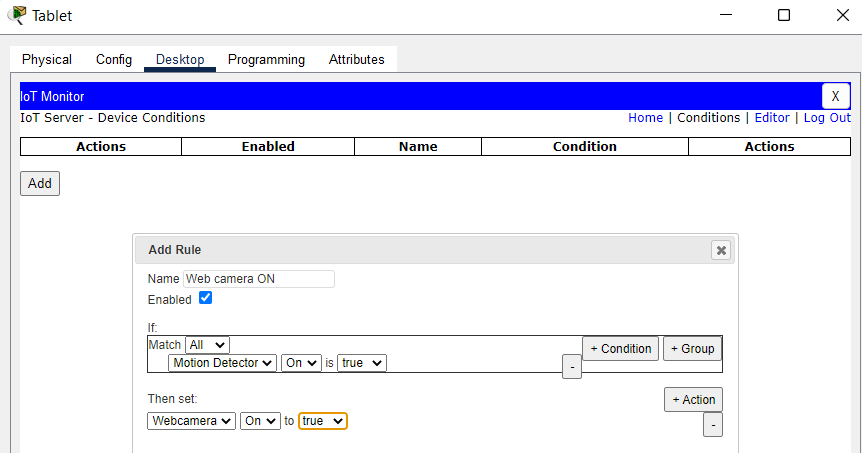 Tablet
Physical Config Desktop Programming Attributes
IoT Monitor X
IoT Server - Device Conditions Home | Conditions | Editor | Log Out
Actions Enabled Name Condition Actions
Add
Add Rule
Name Web camera ON
Enabled
If:
Match All + Condition + Group
Motion Detector On is true -
Then set: + Action
Webcamera On to true -